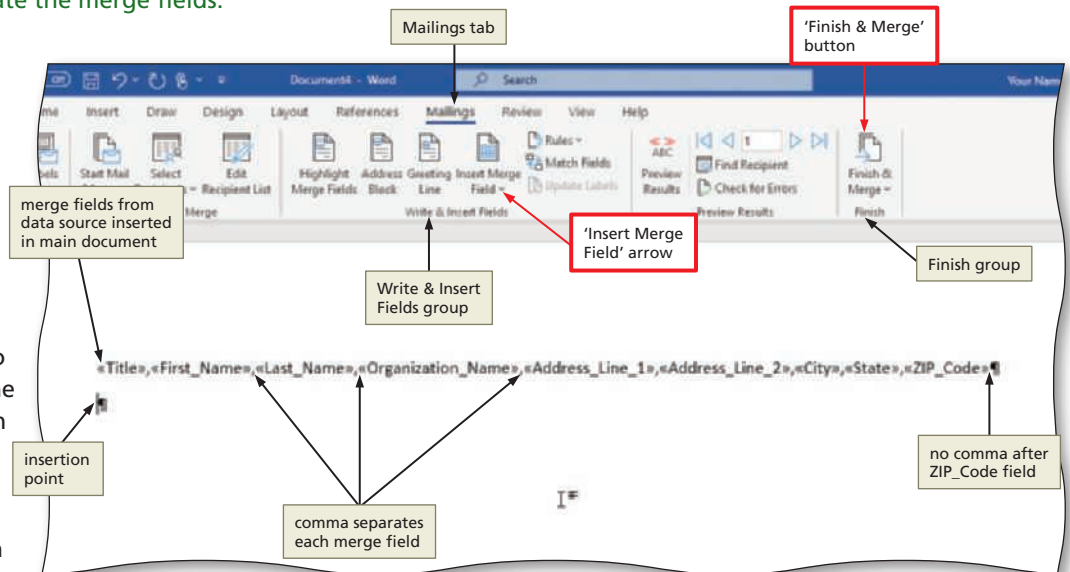 ate the merge fields.
Mailings tab
'Finish & Merge'
button
Document4 - Word
Search
Your Nam
me Insert Draw Design Layout References Mailings Review View Help
bels
Start Mail
Select
Edit
Recipient List
Highlight
Merge Fields
Address
Block
Greeting
Line
Insert Merge
Field
Rules
Match Fields
Update Labels
ABC
Preview
Results
1
Find Recipient
Check for Errors
Finish &
Merge
Merge
Write & Insert Fields
Preview Results
Finish
merge fields from
data source inserted
in main document
'Insert Merge
Field' arrow
Write & Insert
Fields group
Finish group
«Title»,«First_Name»,«Last_Name»,«Organization_Name»,«Address_Line_1»,«Address_Line_2»,«City»,«State»,«ZIP_Code»¶
¶
insertion
point
comma separates
each merge field
no comma after
ZIP_Code field